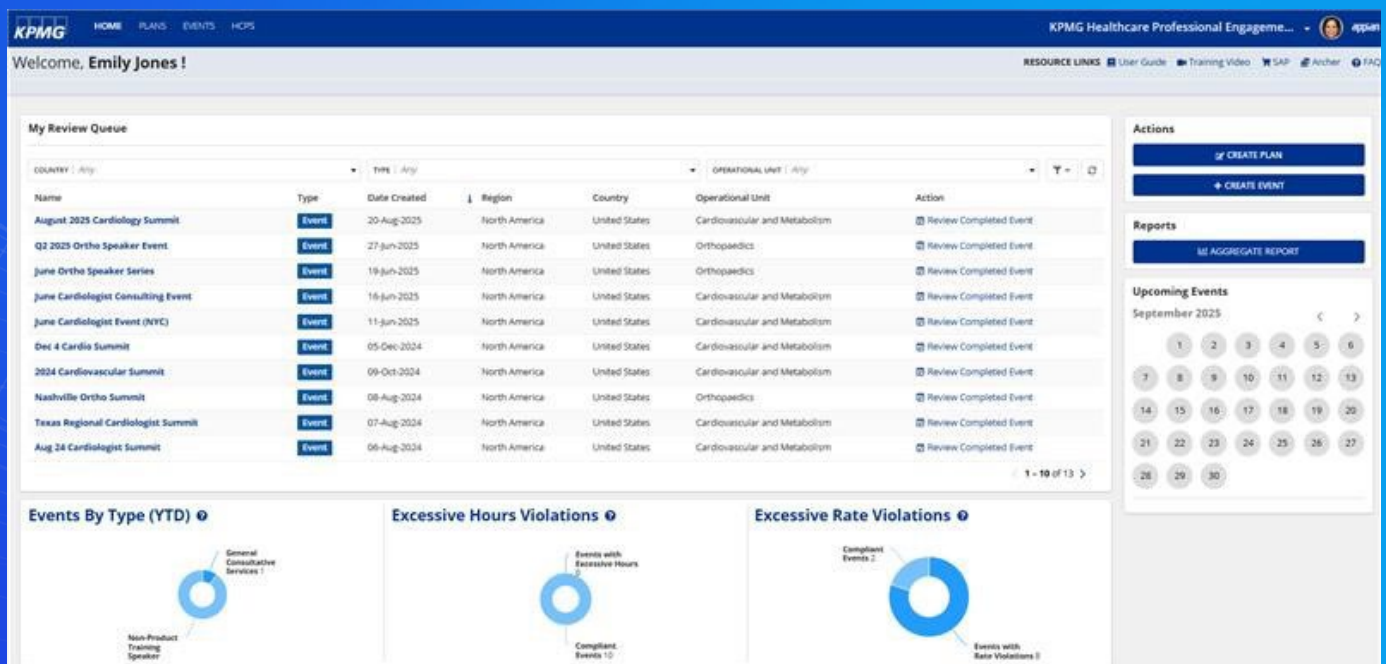 KPMG HOME PLANS EVENTS HCPS KPMG Healthcare Professional Engageme... appian
Welcome, Emily Jones !
RESOURCE LINKS User Guide Training Video SAP Archer FAQ
My Review Queue
COUNTRY Any TYPE Any OPERATIONAL UNIT Any
Name Type Date Created Region Country Operational Unit Action
August 2025 Cardiology Summit Event 20-Aug-2025 North America United States Cardiovascular and Metabolism Review Completed Event
Q2 2025 Ortho Speaker Event Event 27-Jun-2025 North America United States Orthopaedics Review Completed Event
June Ortho Speaker Series Event 19-Jun-2025 North America United States Orthopaedics Review Completed Event
June Cardiologist Consulting Event Event 16-Jun-2025 North America United States Cardiovascular and Metabolism Review Completed Event
June Cardiologist Event (NYC) Event 11-Jun-2025 North America United States Cardiovascular and Metabolism Review Completed Event
Dec 4 Cardio Summit Event 05-Dec-2024 North America United States Cardiovascular and Metabolism Review Completed Event
2024 Cardiovascular Summit Event 09-Oct-2024 North America United States Cardiovascular and Metabolism Review Completed Event
Nashville Ortho Summit Event 08-Aug-2024 North America United States Orthopaedics Review Completed Event
Texas Regional Cardiologist Summit Event 07-Aug-2024 North America United States Cardiovascular and Metabolism Review Completed Event
Aug 24 Cardiologist Summit Event 06-Aug-2024 North America United States Cardiovascular and Metabolism Review Completed Event
1 - 10 of 13
Actions
CREATE PLAN
+ CREATE EVENT
Reports
AGGREGATE REPORT
Upcoming Events
September 2025
1 2 3 4 5 6
7 8 9 10 11 12 13
14 15 16 17 18 19 20
21 22 23 24 25 26 27
28 29 30
Events By Type (YTD)
General
Consultative
Services 1
Non-Product
Training
Speaker
Excessive Hours Violations
Events with
Excessive Hours
Compliant
Events 10
Excessive Rate Violations
Compliant
Events 2
Events with
Rate Violations 8